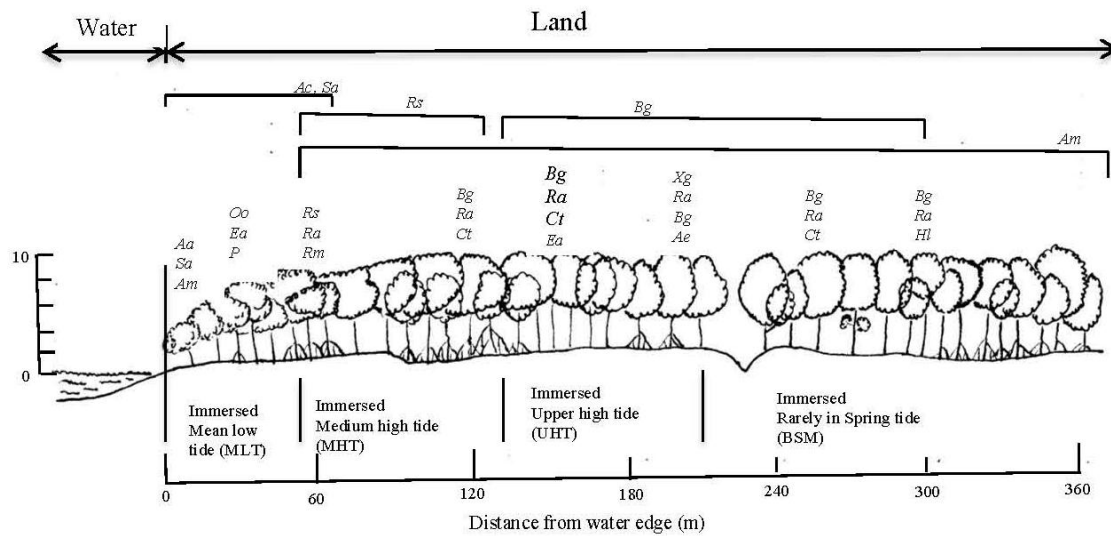 Water
Land
Ac, Sa
Rs
Bg
Am
Aa
Sa
Am
Oo
Ea
P
Rs
Ra
Rm
Bg
Ra
Ct
Bg
Ra
Ct
Ea
Xg
Ra
Bg
Ae
Bg
Ra
Ct
Bg
Ra
Hl
10
0
Immersed
Mean low
tide (MLT)
Immersed
Medium high tide
(MHT)
Immersed
Upper high tide
(UHT)
Immersed
Rarely in Spring tide
(BSM)
0
60
120
180
240
300
360
Distance from water edge (m)